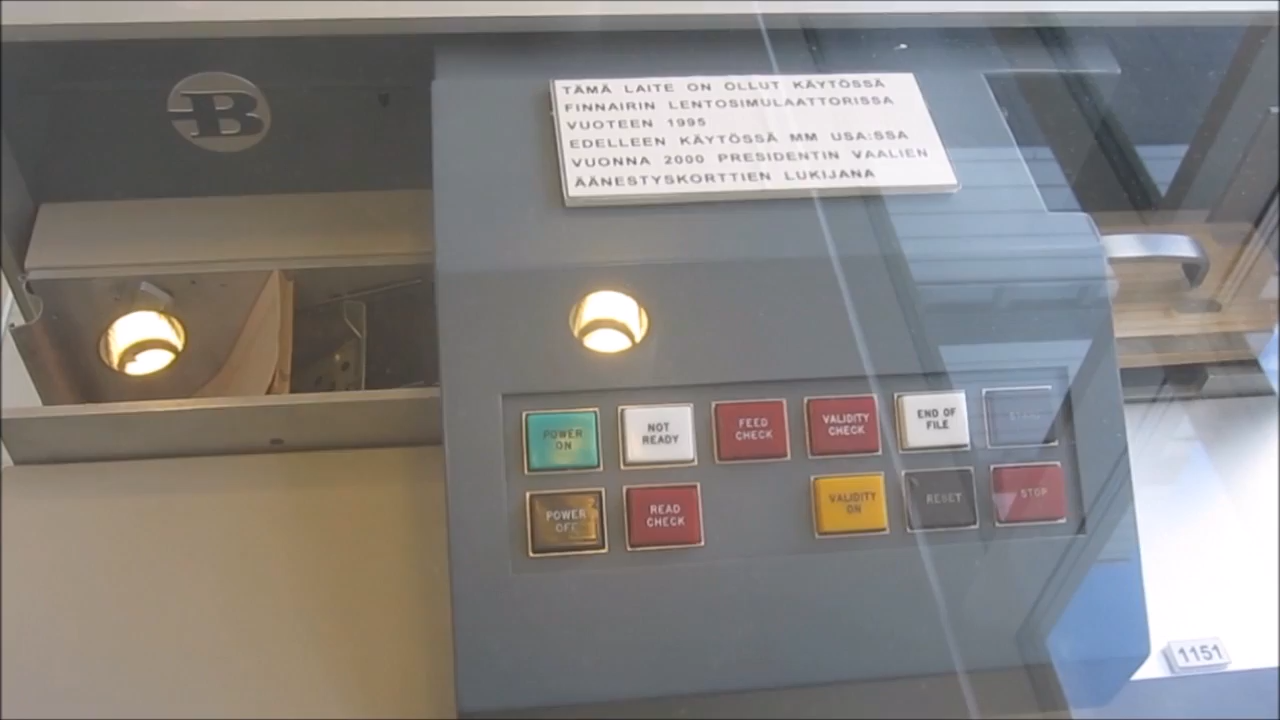 B
TÄMÄ LAITE ON OLLUT KÄYTÖSSÄ
FINNAIRIN LENTOSIMULAATTORISSA
VUOTEEN 1995
EDELLEEN KÄYTÖSSÄ MM USA:SSA
VUONNA 2000 PRESIDENTIN VAALIEN
ÄÄNESTYSKORTTIEN LUKIJANA
POWER
ON
NOT
READY
FEED
CHECK
VALIDITY
CHECK
END OF
FILE
POWER
OFF
READ
CHECK
VALIDITY
ON
RESET
STOP
1151